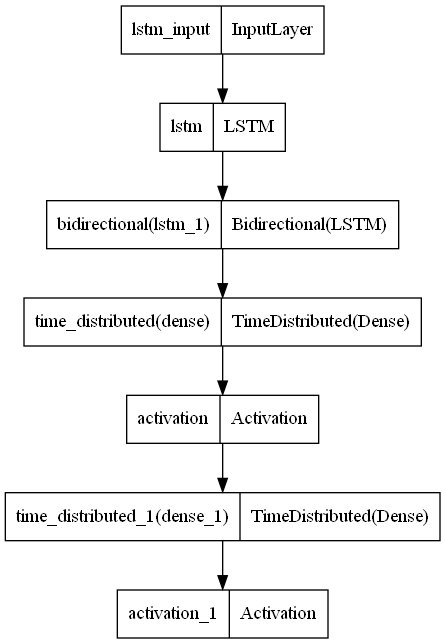 lstm_input InputLayer
lstm LSTM
bidirectional(lstm_1) Bidirectional(LSTM)
time_distributed(dense) TimeDistributed(Dense)
activation Activation
time_distributed_1(dense_1) TimeDistributed(Dense)
activation_1 Activation